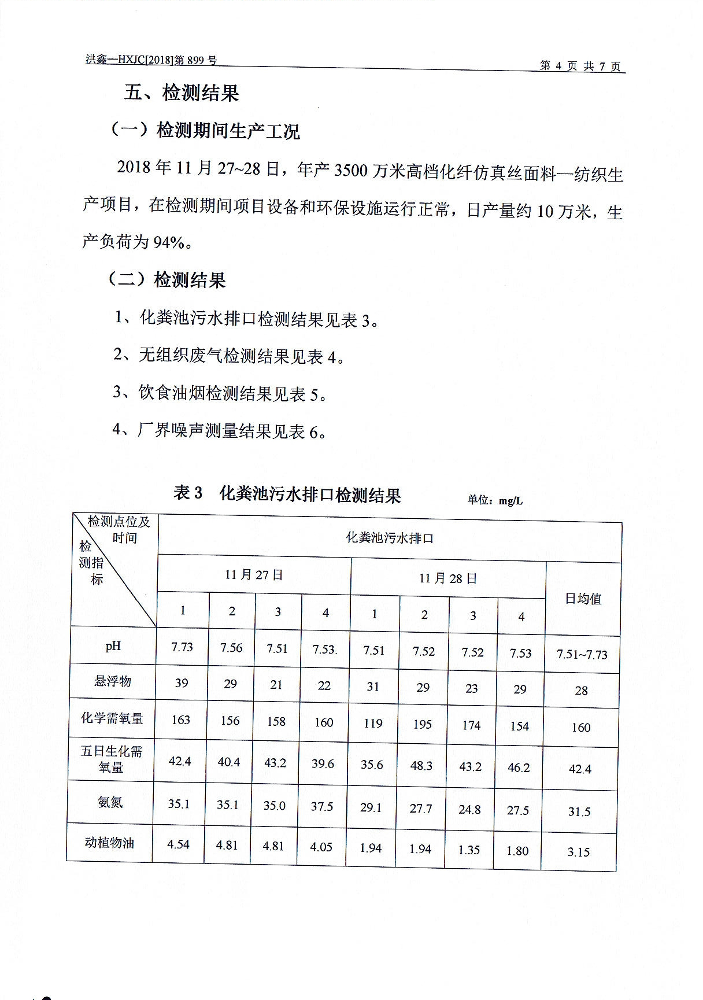 洪鑫—HXJC[2018]第 899 号
第 4 页 共 7 页
五、检测结果
（一）检测期间生产工况
2018 年 11 月 27~28 日，年产 3500 万米高档化纤仿真丝面料—纺织生
产项目，在检测期间项目设备和环保设施运行正常，日产量约 10 万米，生
产负荷为 94%。
（二）检测结果
1、化粪池污水排口检测结果见表 3。
2、无组织废气检测结果见表 4。
3、饮食油烟检测结果见表 5。
4、厂界噪声测量结果见表 6。
表 3 化粪池污水排口检测结果 单位：mg/L
检测点位及
时间
检
测指
标
化粪池污水排口
11 月 27 日 11 月 28 日 日均值
1 2 3 4 1 2 3 4
pH 7.73 7.56 7.51 7.53. 7.51 7.52 7.52 7.53 7.51~7.73
悬浮物 39 29 21 22 31 29 23 29 28
化学需氧量 163 156 158 160 119 195 174 154 160
五日生化需
氧量 42.4 40.4 43.2 39.6 35.6 48.3 43.2 46.2 42.4
氨氮 35.1 35.1 35.0 37.5 29.1 27.7 24.8 27.5 31.5
动植物油 4.54 4.81 4.81 4.05 1.94 1.94 1.35 1.80 3.15